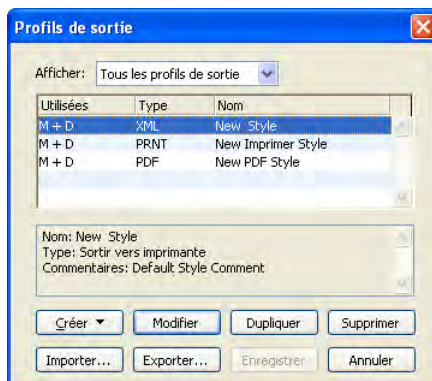 Profils de sortie
Afficher: Tous les profils de sortie
Utilisées Type Nom
M + D XML New Style
M + D PRNT New Imprimer Style
M + D PDF New PDF Style
Nom: New Style
Type: Sortir vers imprimante
Commentaires: Default Style Comment
Créer Modifier Dupliquer Supprimer
Importer... Exporter... Enregistrer Annuler